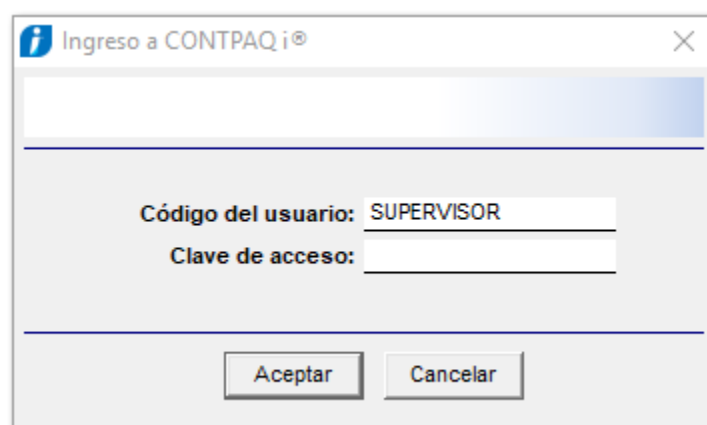 Ingreso a CONTPAQ i®
Código del usuario: SUPERVISOR
Clave de acceso:
Aceptar Cancelar